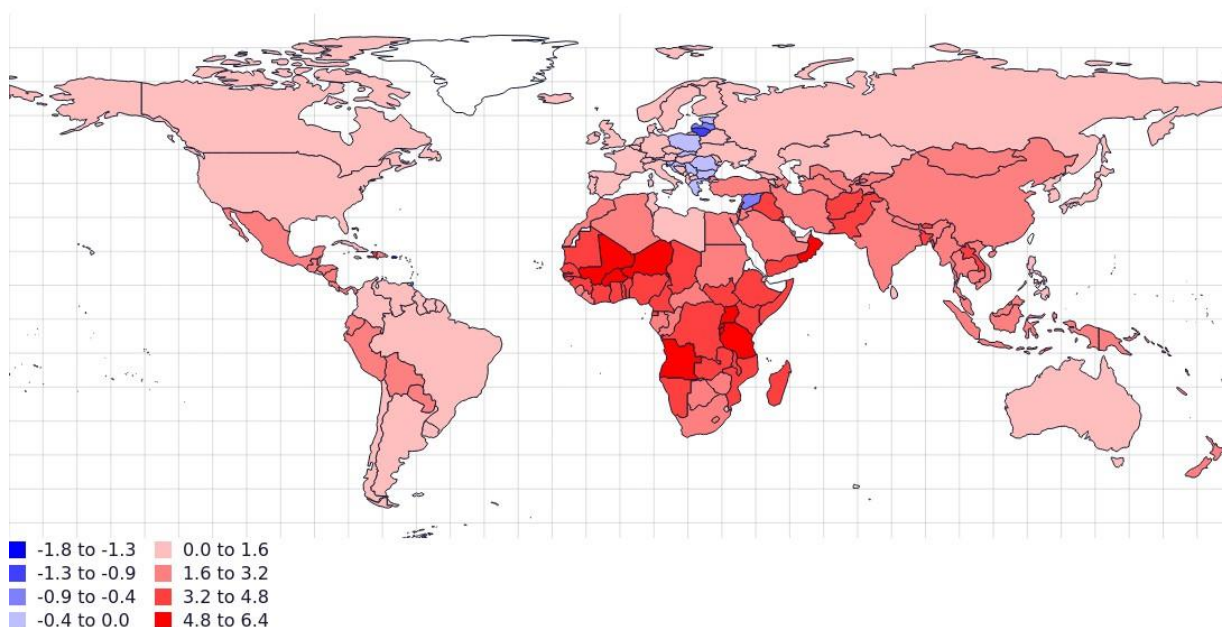 -1.8 to -1.3
-1.3 to -0.9
-0.9 to -0.4
-0.4 to 0.0
0.0 to 1.6
1.6 to 3.2
3.2 to 4.8
4.8 to 6.4